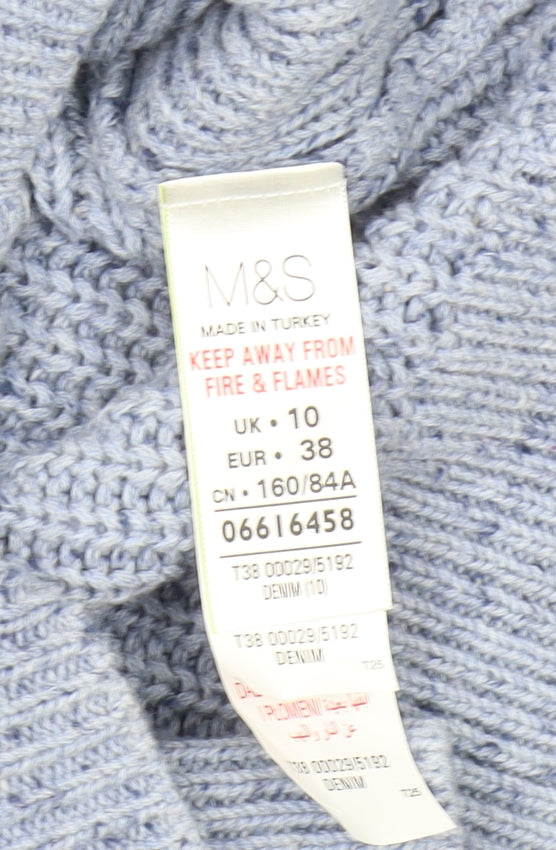 M&S
MADE IN TURKEY
KEEP AWAY FROM
FIRE & FLAMES
UK • 10
EUR • 38
CN • 160/84A
06616458
T38 00029/5192
DENIM (10)
T38 00029/5192
DENIM
T25
T38 00029/5192
DENIM
T25